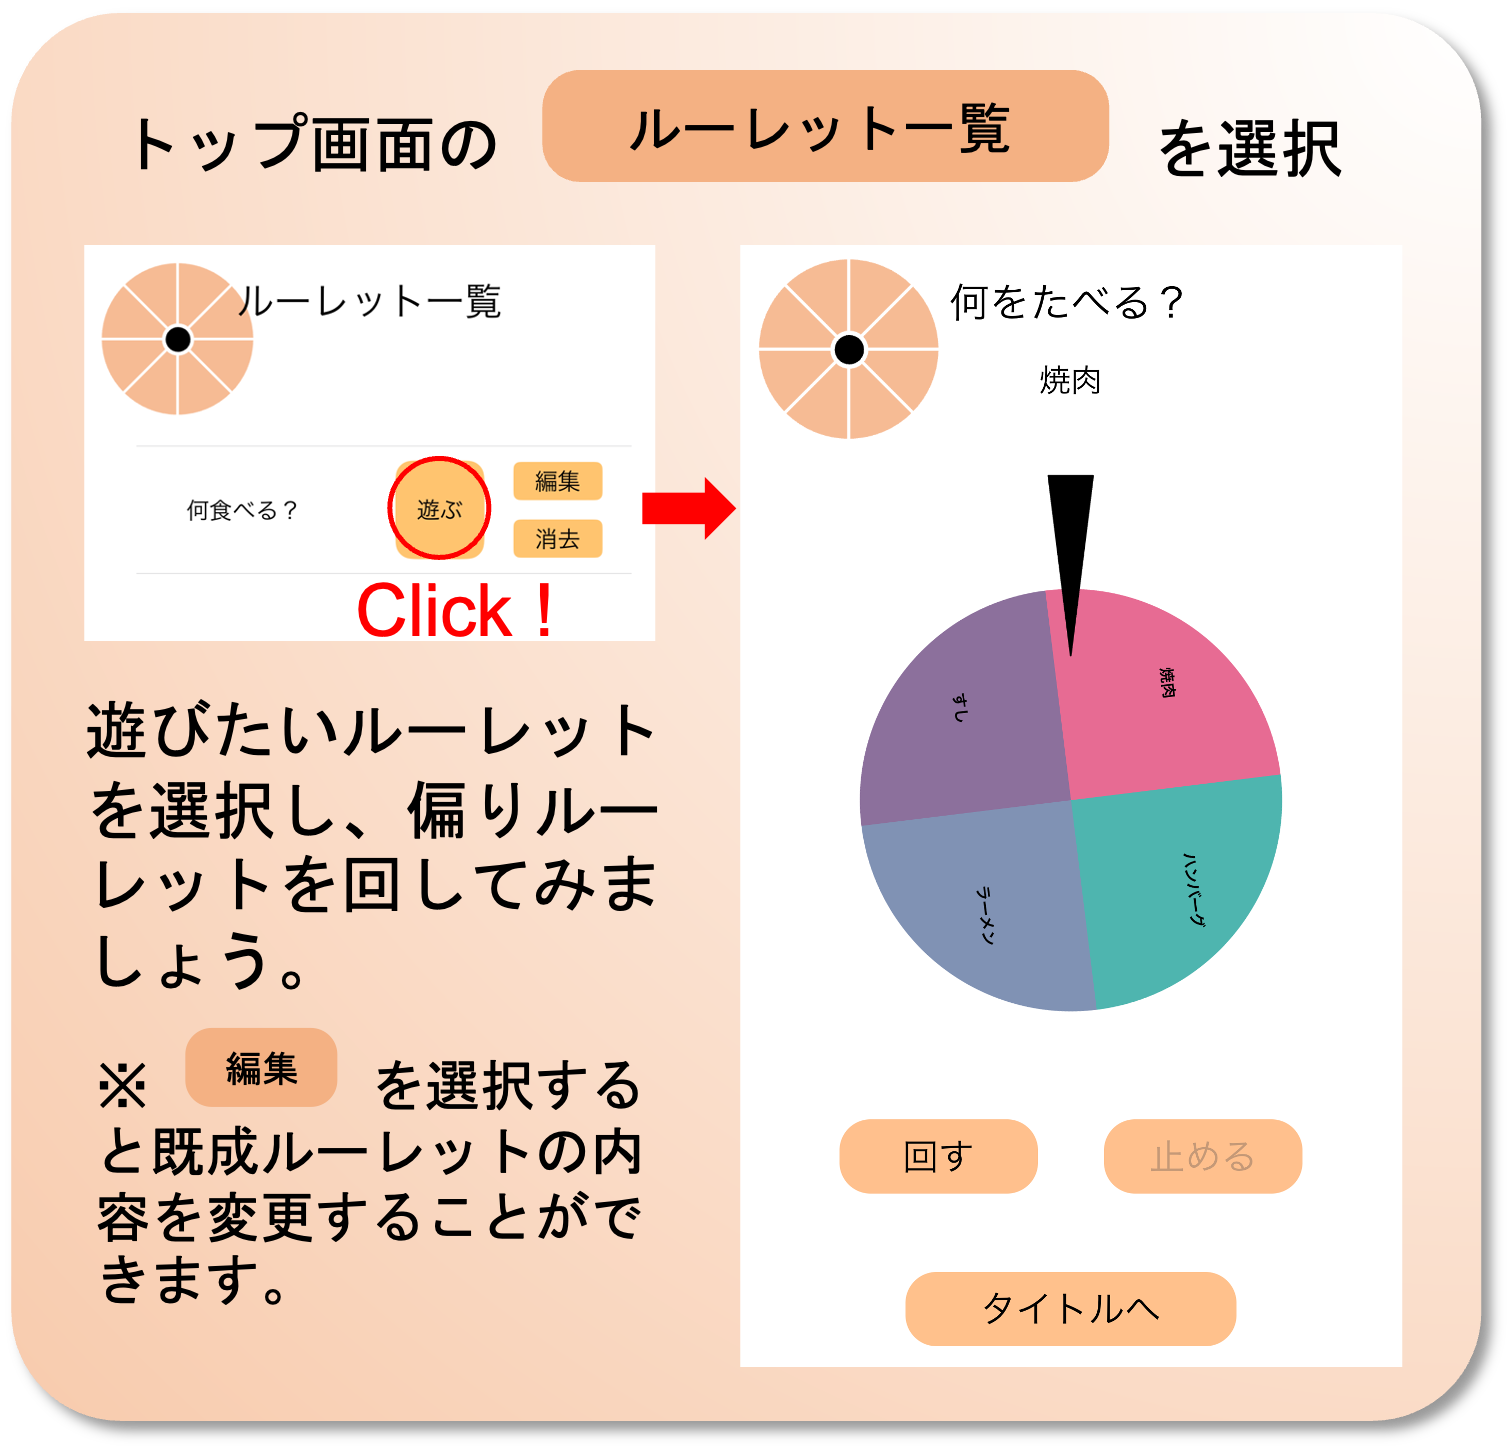 トップ画面の ルーレット一覧 を選択
ルーレット一覧
何食べる？
遊ぶ
編集
消去
Click！
何をたべる？
焼肉
焼肉
ハンバーグ
ラーメン
すし
回す
止める
タイトルへ
遊びたいルーレット
を選択し、偏りルー
レットを回してみま
しょう。
※ 編集 を選択する
と既成ルーレットの内
容を変更することがで
きます。